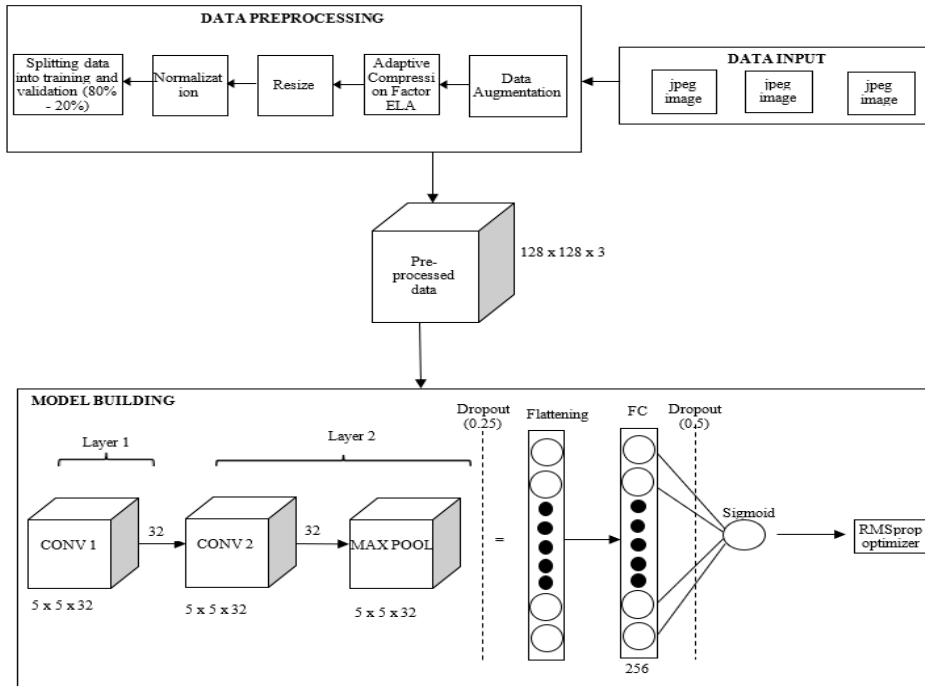 DATA PREPROCESSING
Splitting data
into training and
validation (80%
- 20%)
Normalizat
ion
Resize
Adaptive
Compressi
on Factor
ELA
Data
Augmentation
DATA INPUT
jpeg
image
jpeg
image
jpeg
image
Pre-
processed
data
128 x 128 x 3
MODEL BUILDING
Layer 1
Layer 2
Dropout
(0.25)
Flattening
FC
Dropout
(0.5)
CONV 1
32
CONV 2
32
MAX POOL
=
Sigmoid
RMSprop
optimizer
5 x 5 x 32
5 x 5 x 32
5 x 5 x 32
256